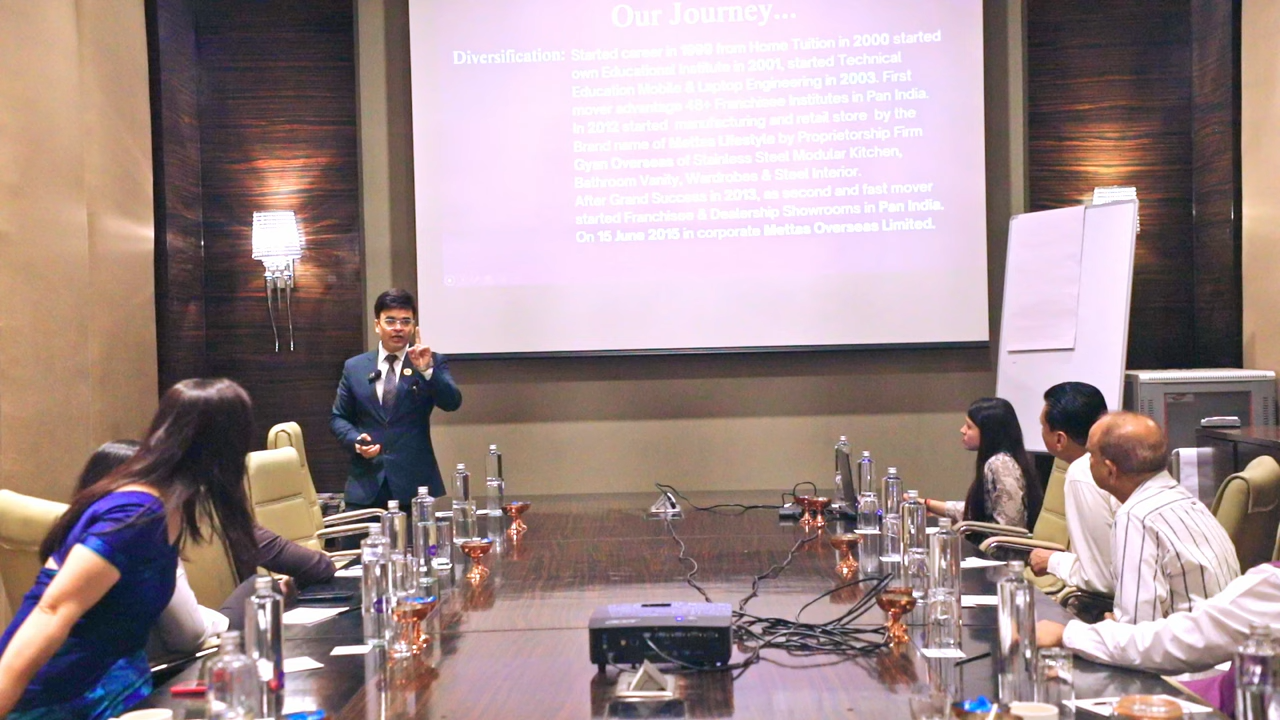 Our Journey...
Diversification: Started career in 1999 from Home Tuition in 2000 started
own Educational Institute in 2001, started Technical
Education Mobile & Laptop Engineering in 2003. First
mover advantage 48+ Franchisee Institutes in Pan India.
In 2012 started manufacturing and retail store by the
Brand name of Mettas Lifestyle by Proprietorship Firm
Gyan Overseas of Stainless Steel Modular Kitchen,
Bathroom Vanity, Wardrobes & Steel Interior.
After Grand Success in 2013, as second and fast mover
started Franchisee & Dealership Showrooms in Pan India.
On 15 June 2015 in corporate Mettas Overseas Limited.
acer